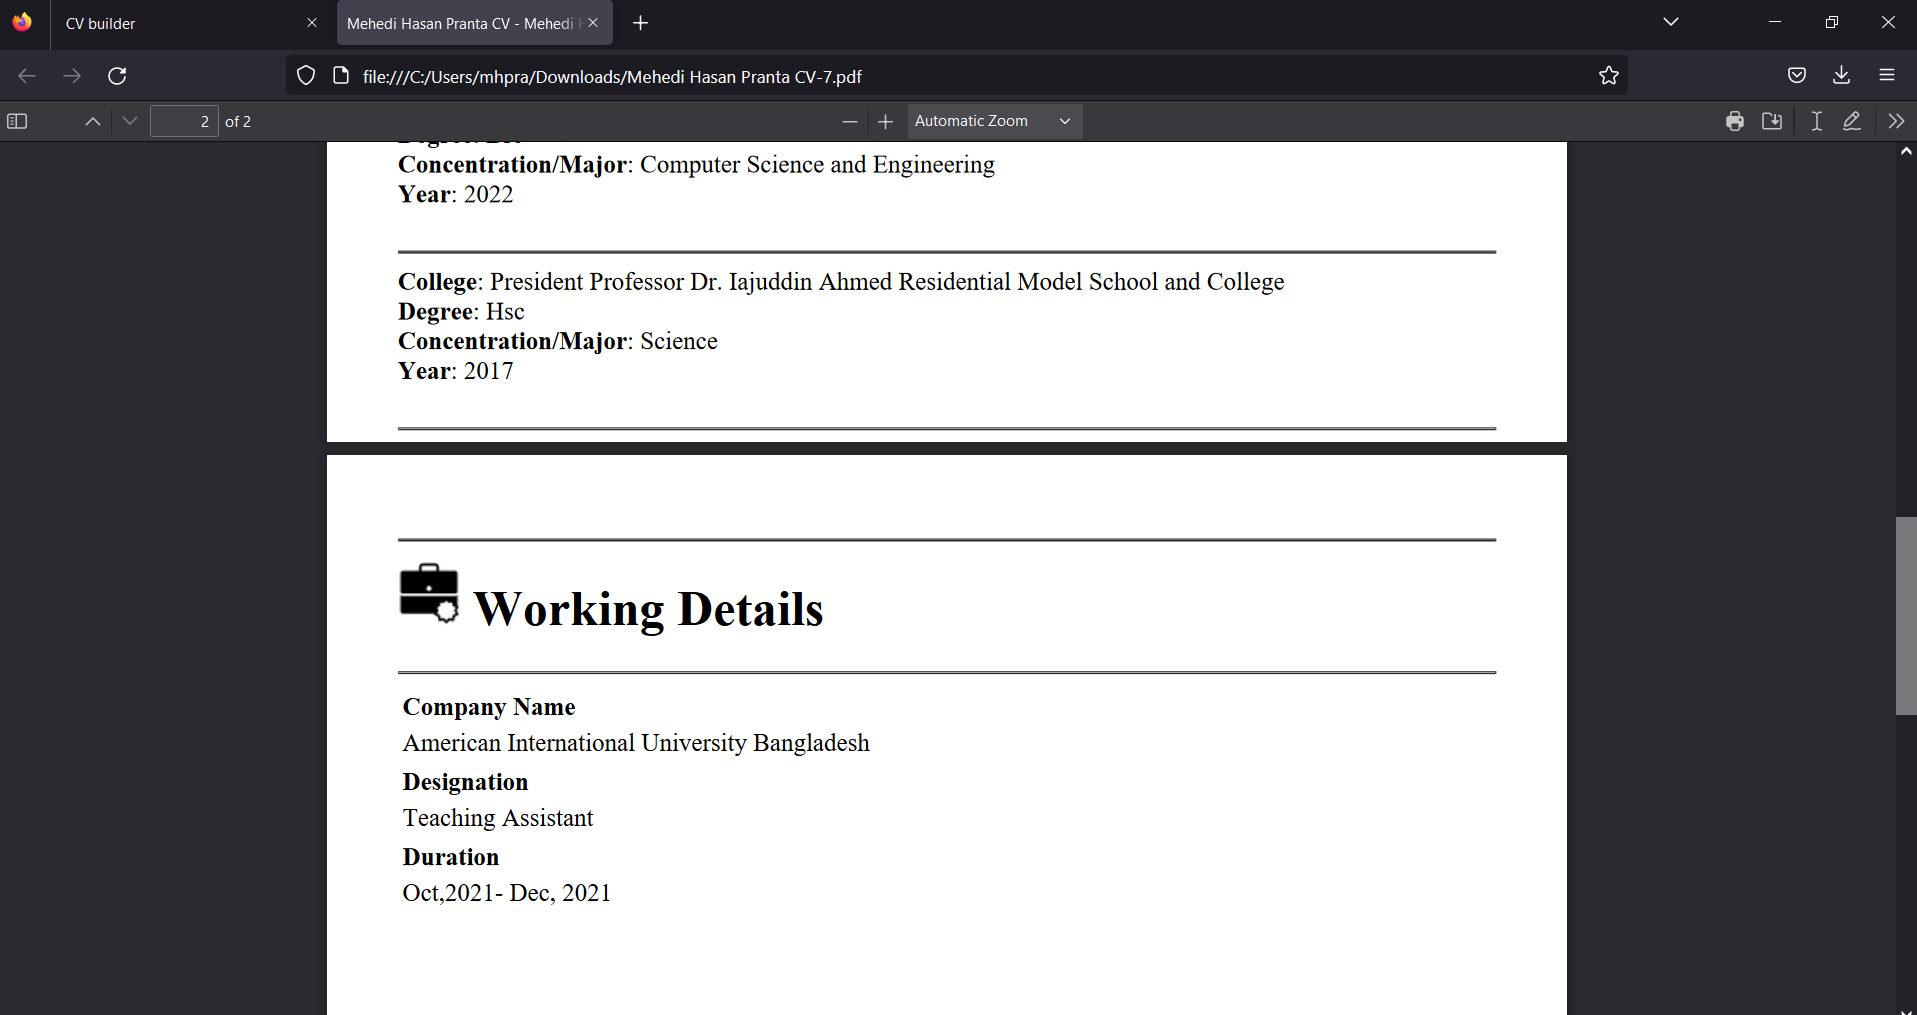 CV builder
Mehedi Hasan Pranta CV - Mehedi
file:///C:/Users/mhpra/Downloads/Mehedi Hasan Pranta CV-7.pdf
2 of 2
Automatic Zoom
Concentration/Major: Computer Science and Engineering
Year: 2022
College: President Professor Dr. Iajuddin Ahmed Residential Model School and College
Degree: Hsc
Concentration/Major: Science
Year: 2017
Working Details
Company Name
American International University Bangladesh
Designation
Teaching Assistant
Duration
Oct,2021- Dec, 2021